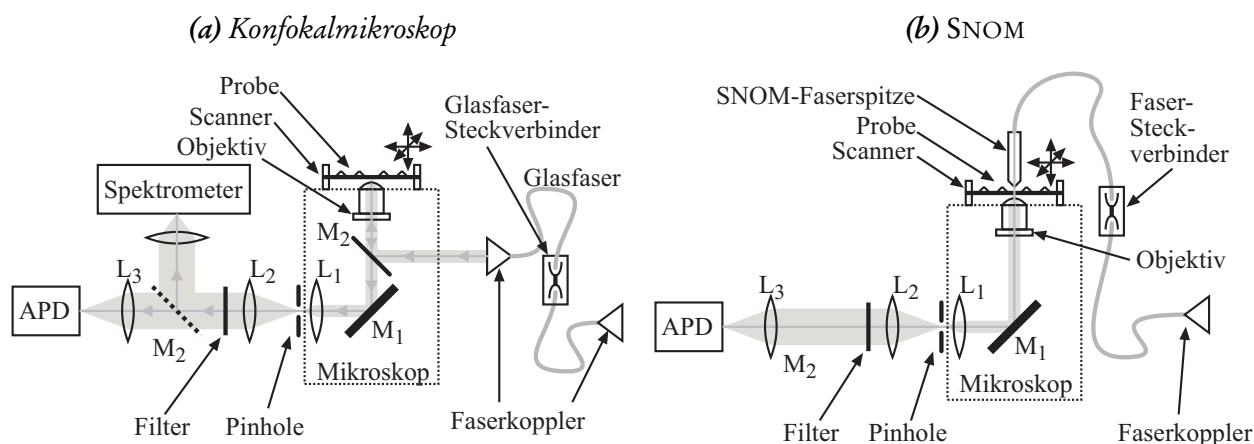 (a) Konfokalmikroskop
Probe
Scanner
Objektiv
Glasfaser-
Steckverbinder
Glasfaser
Spektrometer
M2
L3
L2
L1
APD
M1
M2
Mikroskop
Filter
Pinhole
Faserkoppler
(b) SNOM
SNOM-Faserspitze
Probe
Scanner
Faser-
Steck-
verbinder
Objektiv
L3
L2
L1
APD
M2
M1
Mikroskop
Filter
Pinhole
Faserkoppler